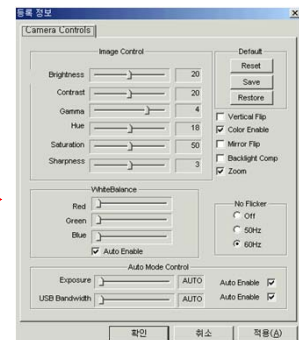 등록 정보
Camera Controls
Image Control
Brightness 20
Contrast 20
Gamma 4
Hue 18
Saturation 50
Sharpness 3
Default
Reset
Save
Restore
Vertical Flip
Color Enable
Mirror Flip
Backlight Comp
Zoom
WhiteBalance
Red
Green
Blue
Auto Enable
No Flicker
Off
50Hz
60Hz
Auto Mode Control
Exposure AUTO Auto Enable
USB Bandwidth AUTO Auto Enable
확인 취소 적용(A)